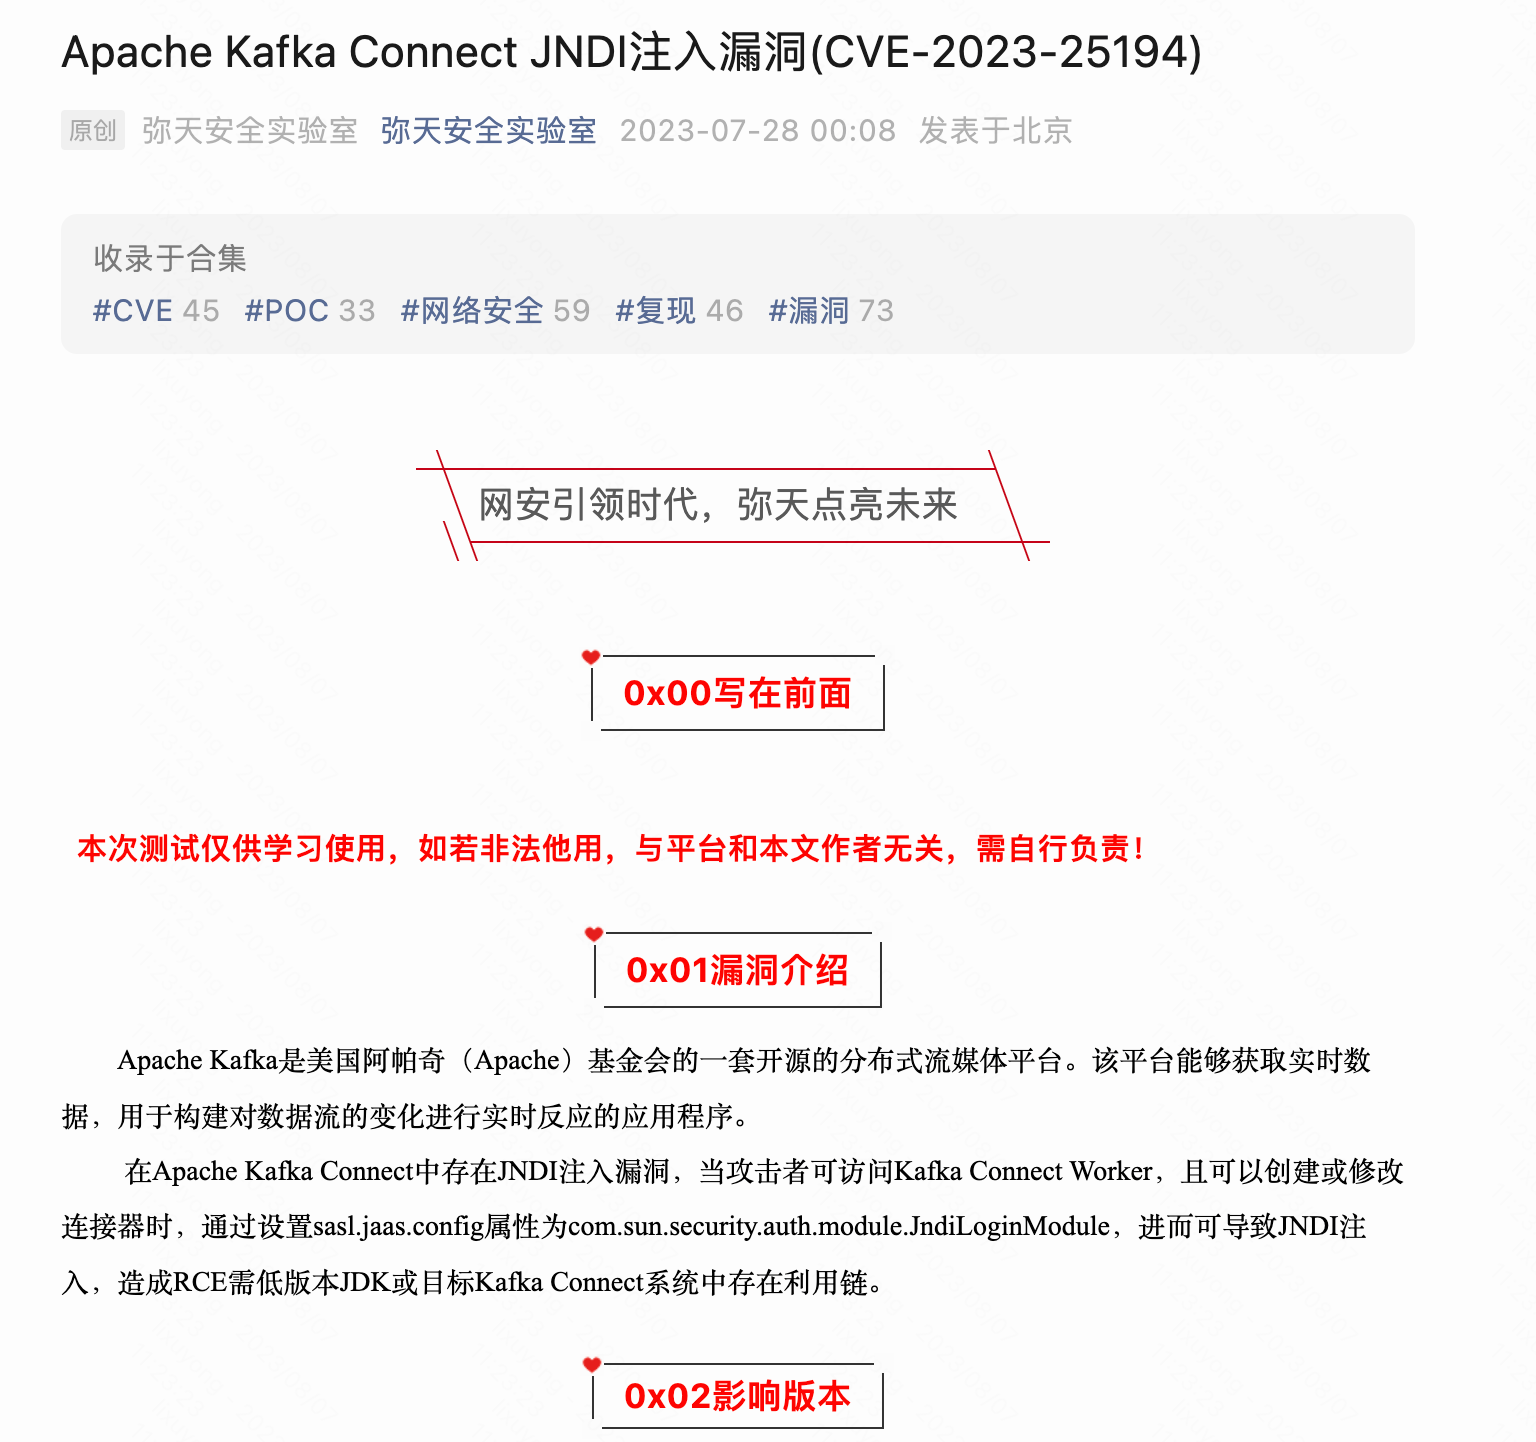 Apache Kafka Connect JNDI注入漏洞(CVE-2023-25194)
原创 弥天安全实验室 弥天安全实验室 2023-07-28 00:08 发表于北京
收录于合集
#CVE 45 #POC 33 #网络安全 59 #复现 46 #漏洞 73
网安引领时代，弥天点亮未来
0x00写在前面
本次测试仅供学习使用，如若非法他用，与平台和本文作者无关，需自行负责！
0x01漏洞介绍
Apache Kafka是美国阿帕奇（Apache）基金会的一套开源的分布式流媒体平台。该平台能够获取实时数
据，用于构建对数据流的变化进行实时反应的应用程序。
在Apache Kafka Connect中存在JNDI注入漏洞，当攻击者可访问Kafka Connect Worker，且可以创建或修改
连接器时，通过设置sasl.jaas.config属性为com.sun.security.auth.module.JndiLoginModule，进而可导致JNDI注
入，造成RCE需低版本JDK或目标Kafka Connect系统中存在利用链。
0x02影响版本